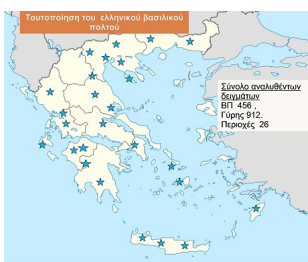 Ταυτοποίηση του ελληνικού βασιλικού
πολτού
Σύνολο αναλυθέντων
δειγμάτων
ΒΠ 456 ,
Γύρης 912.
Περιοχές 26